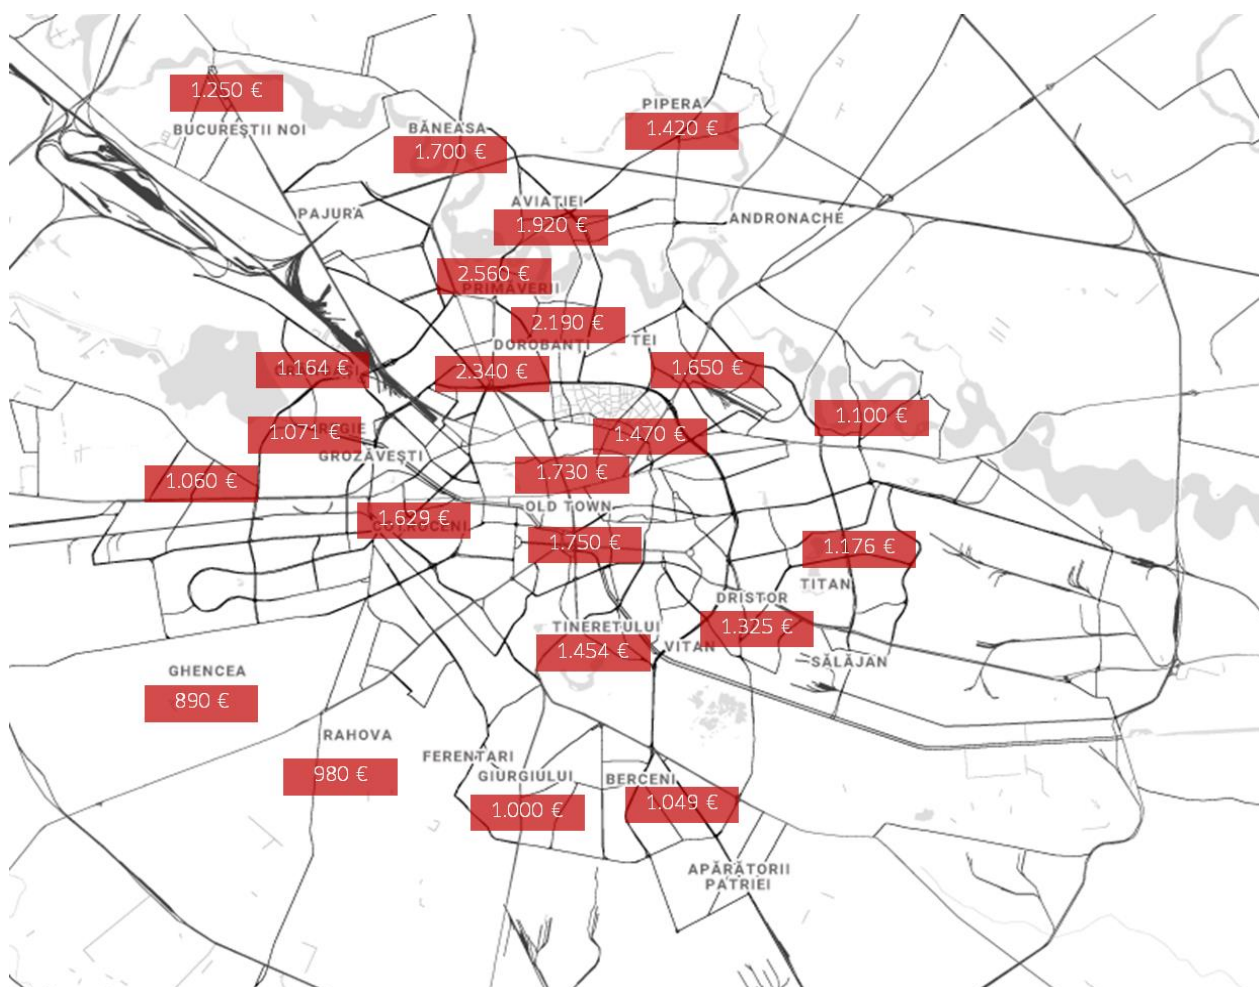 1.250 €
BUCUREȘTII NOI
PIPERA
1.420 €
BĂNEASA
1.700 €
PAJURA
AVIAȚIEI
1.920 €
ANDRONACHE
2.560 €
PRIMĂVERII
2.190 €
DOROBANȚI
TEI
1.164 €
2.340 €
1.650 €
1.100 €
1.071 €
REGIE
GROZĂVEȘTI
1.470 €
1.060 €
1.730 €
OLD TOWN
1.629 €
COTROCENI
1.750 €
1.176 €
TITAN
DRISTOR
1.325 €
TINERETULUI
1.454 €
VITAN
SĂLĂJAN
GHENCEA
890 €
RAHOVA
980 €
FERENTARI
GIURGIULUI
1.000 €
BERCENI
1.049 €
APĂRĂTORII
PATRIEI